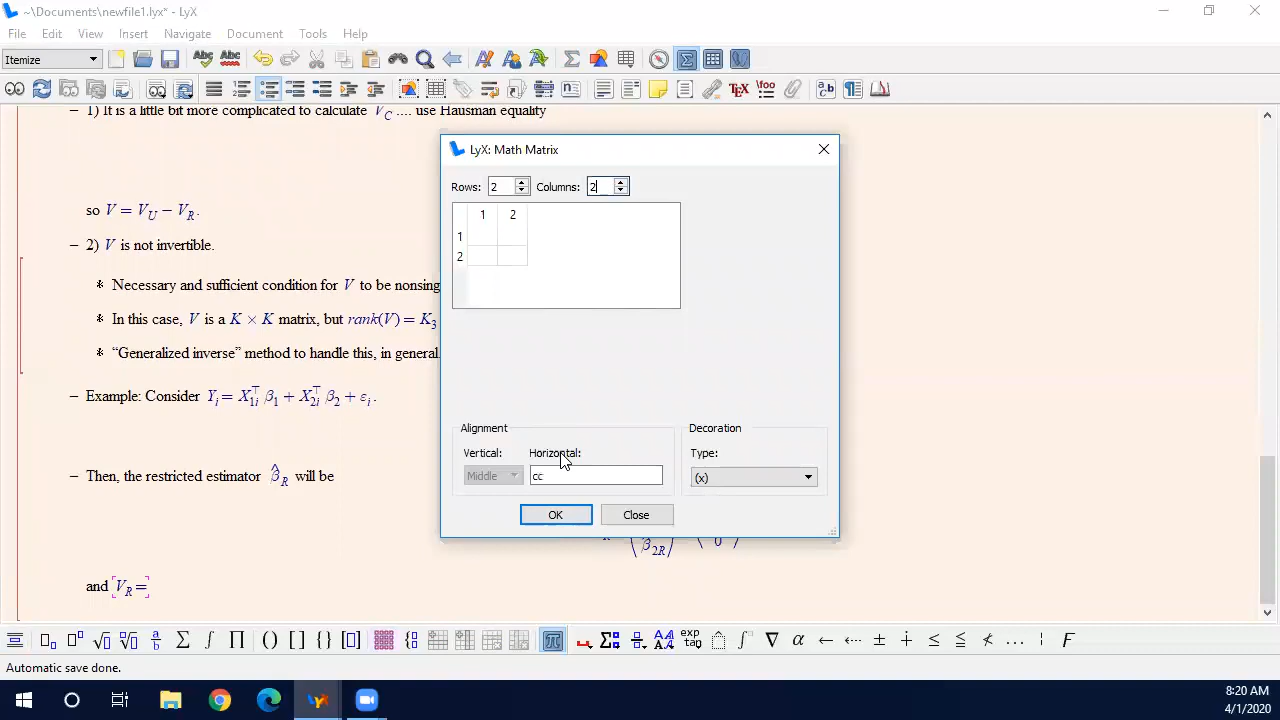 ~\Documents\newfile1.lyx* - LyX
File Edit View Insert Navigate Document Tools Help
Itemize
− 1) It is a little bit more complicated to calculate V_C .... use Hausman equality
so V = V_U − V_R.
− 2) V is not invertible.
* Necessary and sufficient condition for V to be nonsing
* In this case, V is a K × K matrix, but rank(V) = K_3
* “Generalized inverse” method to handle this, in general.
− Example: Consider Y_i = X_{1i}^⊤ β_1 + X_{2i}^⊤ β_2 + ε_i.
− Then, the restricted estimator β̂_R will be
β_{2R} 0
and V_R =
LyX: Math Matrix
Rows: 2 Columns: 2
1 2
1
2
Alignment Decoration
Vertical: Horizontal: Type:
Middle cc (x)
OK Close
Automatic save done.
8:20 AM
4/1/2020